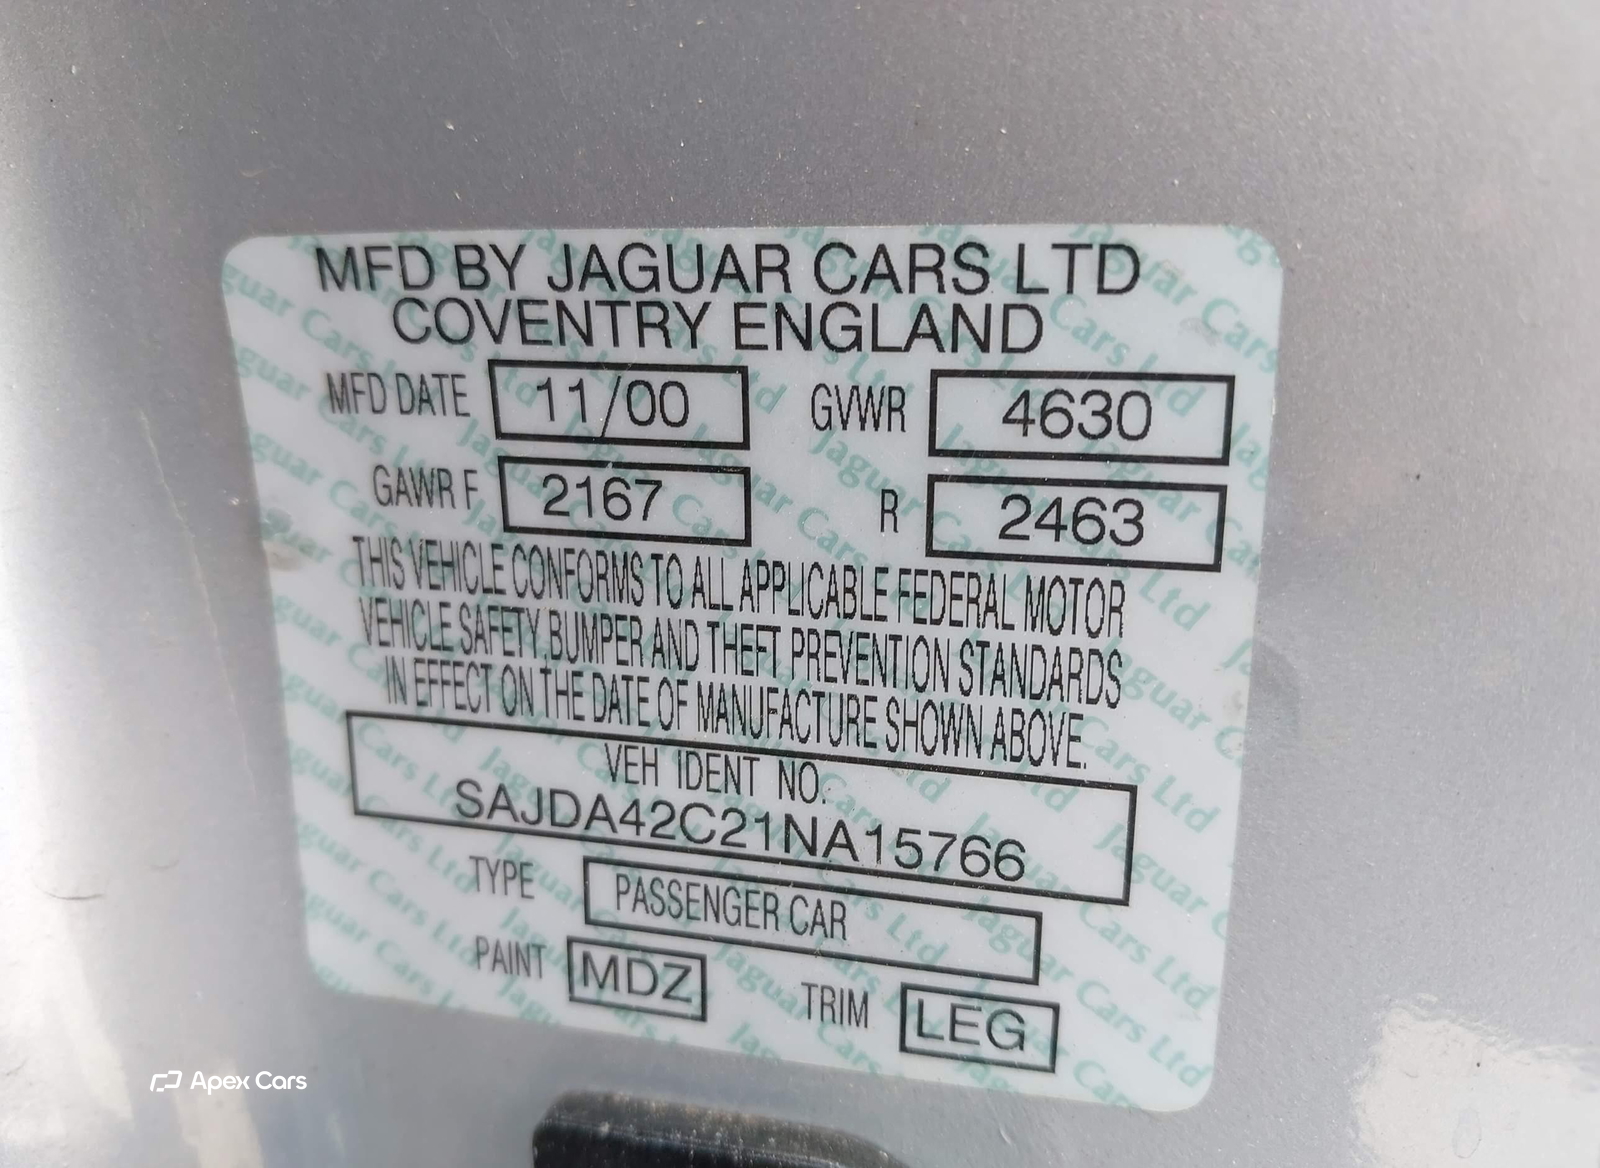 MFD BY JAGUAR CARS LTD
COVENTRY ENGLAND
MFD DATE 11/00 GVWR 4630
GAWR F 2167 R 2463
THIS VEHICLE CONFORMS TO ALL APPLICABLE FEDERAL MOTOR
VEHICLE SAFETY, BUMPER AND THEFT PREVENTION STANDARDS
IN EFFECT ON THE DATE OF MANUFACTURE SHOWN ABOVE.
VEH IDENT NO.
SAJDA42C21NA15766
TYPE PASSENGER CAR
PAINT MDZ TRIM LEG
Apex Cars